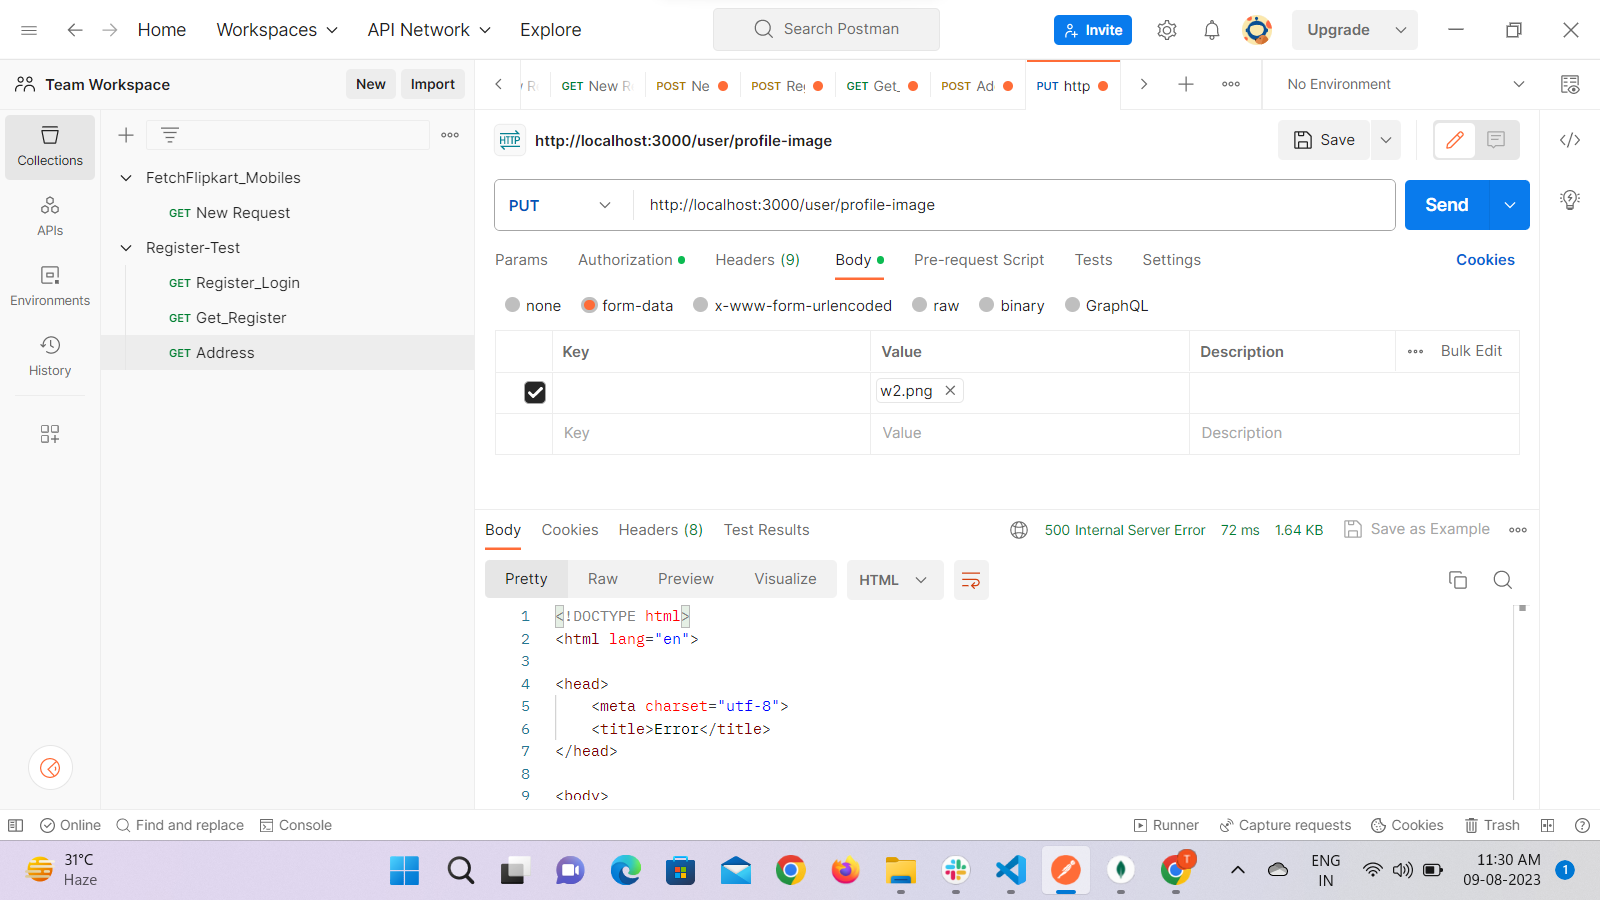 Home
Workspaces
API Network
Explore
Search Postman
Invite
Upgrade
Team Workspace
New
Import
GET New R
POST Ne
POST Re
GET Get_
POST Ad
PUT http
No Environment
Collections
APIs
Environments
History
FetchFlipkart_Mobiles
GET New Request
Register-Test
GET Register_Login
GET Get_Register
GET Address
HTTP
http://localhost:3000/user/profile-image
Save
PUT
http://localhost:3000/user/profile-image
Send
Params
Authorization
Headers (9)
Body
Pre-request Script
Tests
Settings
Cookies
none
form-data
x-www-form-urlencoded
raw
binary
GraphQL
Key
Value
Description
Bulk Edit
w2.png
Key
Value
Description
Body
Cookies
Headers (8)
Test Results
500 Internal Server Error
72 ms
1.64 KB
Save as Example
Pretty
Raw
Preview
Visualize
HTML
1 <!DOCTYPE html>
2 <html lang="en">
3
4 <head>
5 <meta charset="utf-8">
6 <title>Error</title>
7 </head>
8
9 <body>
Online
Find and replace
Console
Runner
Capture requests
Cookies
Trash
31°C
Haze
T
ENG
IN
11:30 AM
09-08-2023
1